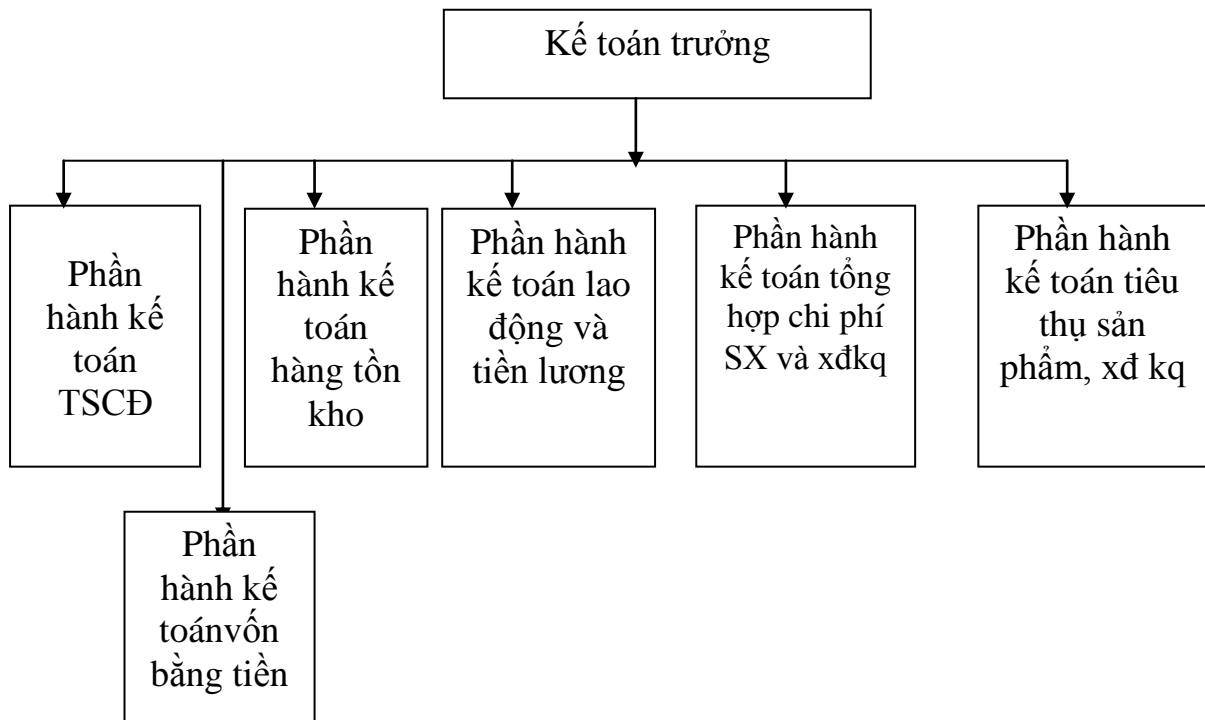 Kế toán trưởng
Phần
hành kế
toán
TSCĐ
Phần
hành kế
toán
hàng tồn
kho
Phần hành
kế toán lao
động và
tiền lương
Phần hành
kế toán tổng
hợp chi phí
SX và xđkq
Phần hành
kế toán tiêu
thụ sản
phẩm, xđ kq
Phần
hành kế
toánvốn
bằng tiền